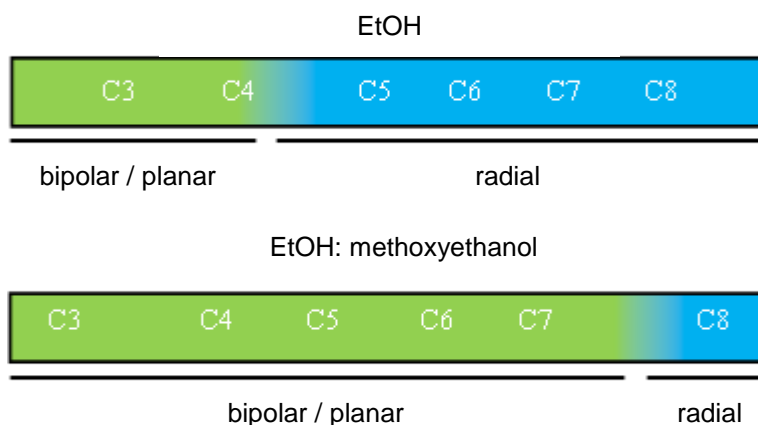 EtOH
C3 C4 C5 C6 C7 C8
bipolar / planar radial
EtOH: methoxyethanol
C3 C4 C5 C6 C7 C8
bipolar / planar radial